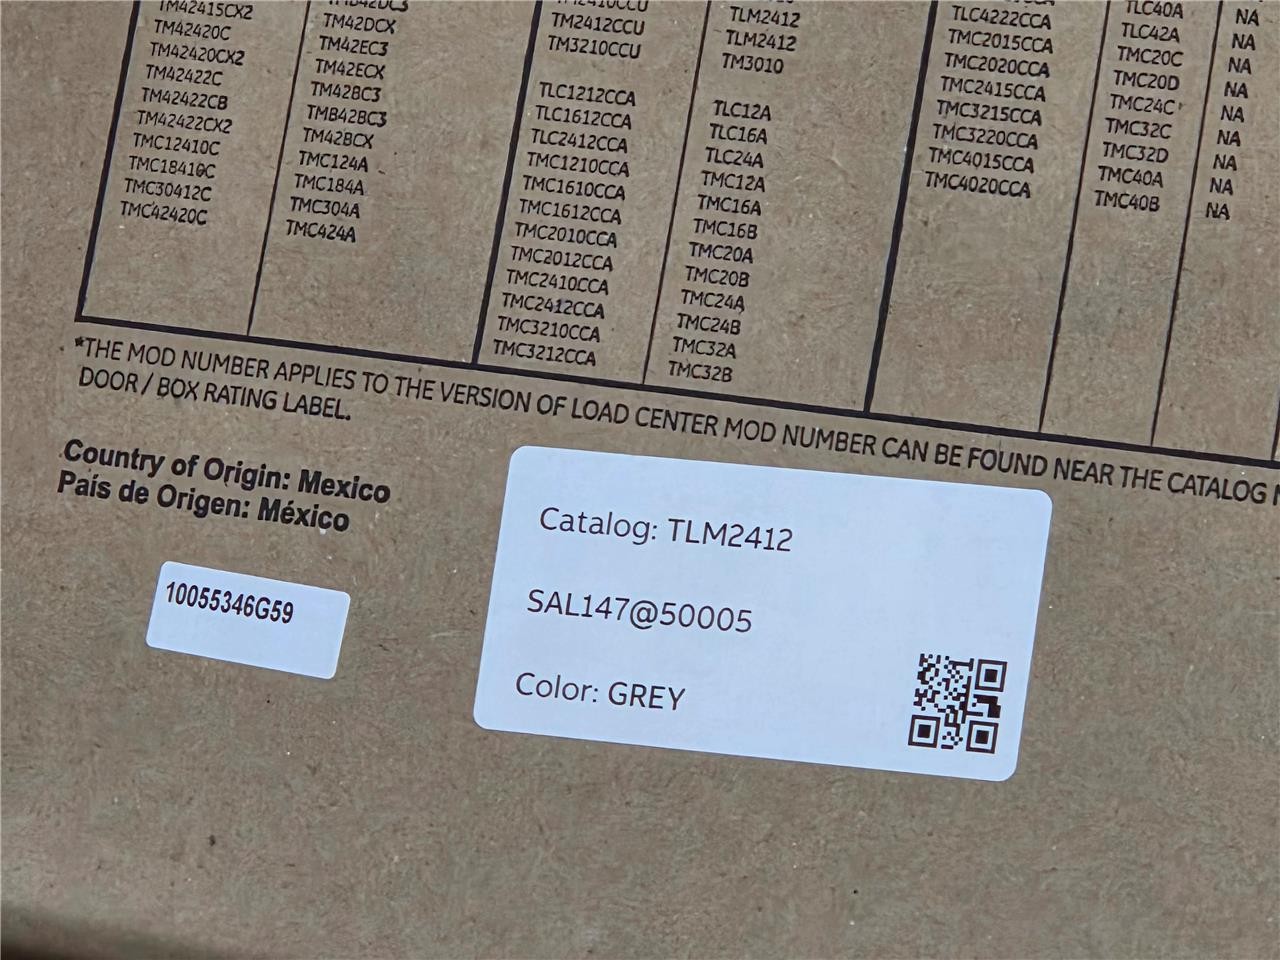 TM42415CX2
TM42420C
TM42420CX2
TM42422C
TM42422CB
TM42422CX2
TMC12410C
TMC18410C
TMC30412C
TMC42420C
TM42DCX
TM42EC3
TM42ECX
TM42BC3
TMB42BC3
TM42BCX
TMC124A
TMC184A
TMC304A
TMC424A
TM2412CCU
TM3210CCU
TLC1212CCA
TLC1612CCA
TLC2412CCA
TMC1210CCA
TMC1610CCA
TMC1612CCA
TMC2010CCA
TMC2012CCA
TMC2410CCA
TMC2412CCA
TMC3210CCA
TMC3212CCA
TLM2412
TLM2412
TM3010
TLC12A
TLC16A
TLC24A
TMC12A
TMC16A
TMC16B
TMC20A
TMC20B
TMC24A
TMC24B
TMC32A
TMC32B
TLC4222CCA
TMC2015CCA
TMC2020CCA
TMC2415CCA
TMC3215CCA
TMC3220CCA
TMC4015CCA
TMC4020CCA
TLC40A
TLC42A
TMC20C
TMC20D
TMC24C
TMC32C
TMC32D
TMC40A
TMC40B
NA
NA
NA
NA
NA
NA
NA
NA
NA
*THE MOD NUMBER APPLIES TO THE VERSION OF LOAD CENTER MOD NUMBER CAN BE FOUND NEAR THE CATALOG
DOOR / BOX RATING LABEL.
Country of Origin: Mexico
País de Origen: México
10055346G59
Catalog: TLM2412
SAL147@50005
Color: GREY